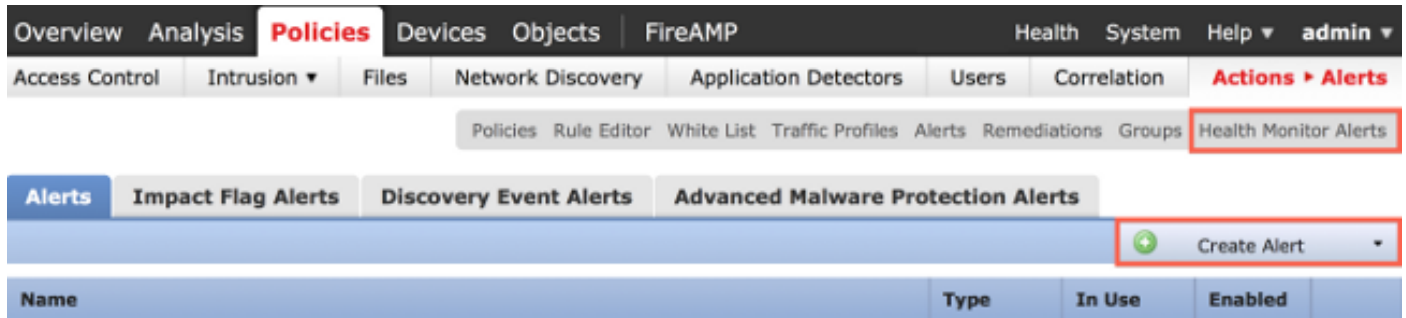 Overview Analysis Policies Devices Objects FireAMP Health System Help ▾ admin ▾
Access Control Intrusion ▾ Files Network Discovery Application Detectors Users Correlation Actions ▸ Alerts
Policies Rule Editor White List Traffic Profiles Alerts Remediations Groups Health Monitor Alerts
Alerts Impact Flag Alerts Discovery Event Alerts Advanced Malware Protection Alerts
Create Alert
Name Type In Use Enabled